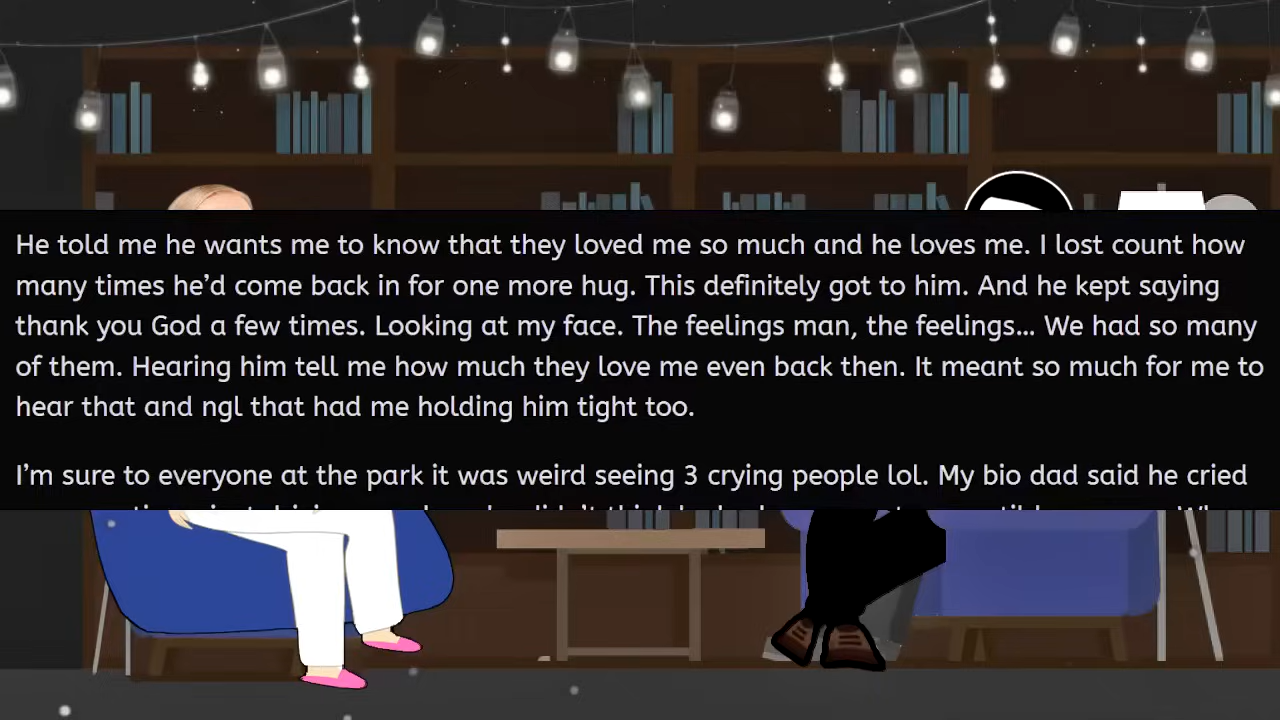 He told me he wants me to know that they loved me so much and he loves me. I lost count how
many times he’d come back in for one more hug. This definitely got to him. And he kept saying
thank you God a few times. Looking at my face. The feelings man, the feelings… We had so many
of them. Hearing him tell me how much they love me even back then. It meant so much for me to
hear that and ngl that had me holding him tight too.
I’m sure to everyone at the park it was weird seeing 3 crying people lol. My bio dad said he cried